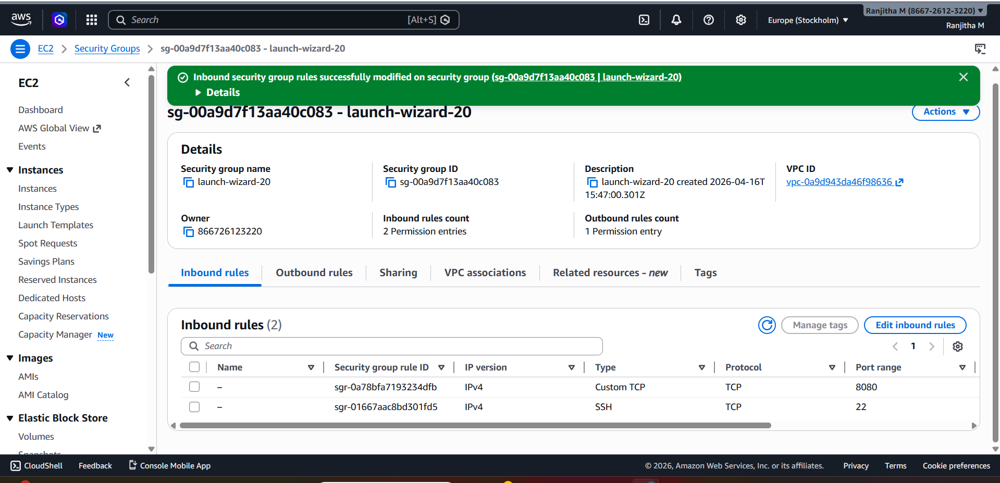 aws
Search [Alt+S]
Europe (Stockholm)
Ranjitha M (8667-2612-3220)
Ranjitha M
EC2 Security Groups sg-00a9d7f13aa40c083 - launch-wizard-20
EC2
Dashboard
AWS Global View
Events
Instances
Instances
Instance Types
Launch Templates
Spot Requests
Savings Plans
Reserved Instances
Dedicated Hosts
Capacity Reservations
Capacity Manager New
Images
AMIs
AMI Catalog
Elastic Block Store
Volumes
Snapshots
Inbound security group rules successfully modified on security group (sg-00a9d7f13aa40c083 | launch-wizard-20)
Details
sg-00a9d7f13aa40c083 - launch-wizard-20
Actions
Details
Security group name
launch-wizard-20
Security group ID
sg-00a9d7f13aa40c083
Description
launch-wizard-20 created 2026-04-16T
15:47:00.301Z
VPC ID
vpc-0a9d943da46f98636
Owner
866726123220
Inbound rules count
2 Permission entries
Outbound rules count
1 Permission entry
Inbound rules Outbound rules Sharing VPC associations Related resources - new Tags
Inbound rules (2)
Manage tags Edit inbound rules
Search
1
Name Security group rule ID IP version Type Protocol Port range
– sgr-0a78bfa7193234dfb IPv4 Custom TCP TCP 8080
– sgr-01667aac8bd301fd5 IPv4 SSH TCP 22
CloudShell Feedback Console Mobile App © 2026, Amazon Web Services, Inc. or its affiliates. Privacy Terms Cookie preferences